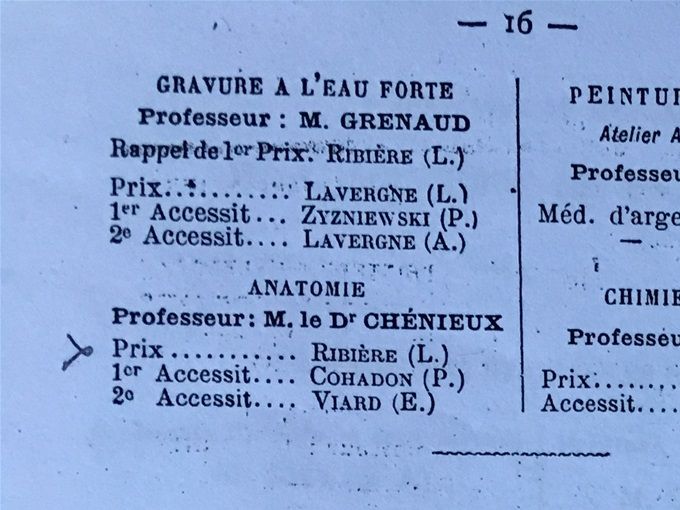 — 16 —
GRAVURE A L'EAU FORTE
Professeur : M. GRENAUD
Rappel de 1er Prix. RIBIÈRE (L.)
Prix............ LAVERGNE (L.)
1er Accessit... ZYZNIEWSKI (P.)
2e Accessit.... LAVERGNE (A.)
ANATOMIE
Professeur: M. le Dr CHÉNIEUX
Prix ........... RIBIÈRE (L.)
1er Accessit.... COHADON (P.)
2e Accessit.... VIARD (E.)
PEINTU
Atelier A
Professeu
Méd. d'arge
—
CHIMIE
Professeu
Prix.......
Accessit....